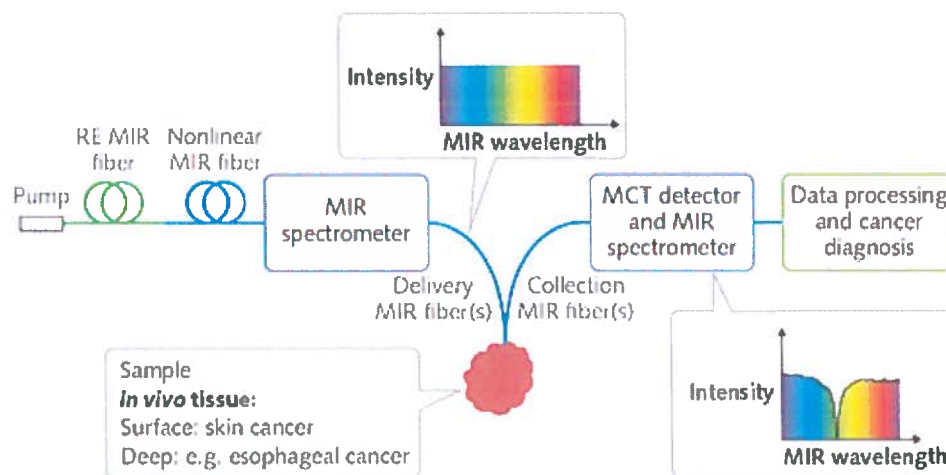 Intensity
MIR wavelength
RE MIR
fiber
Nonlinear
MIR fiber
Pump
MIR
spectrometer
MCT detector
and MIR
spectrometer
Data processing
and cancer
diagnosis
Delivery
MIR fiber(s)
Collection
MIR fiber(s)
Sample
In vivo tissue:
Surface: skin cancer
Deep: e.g. esophageal cancer
Intensity
MIR wavelength